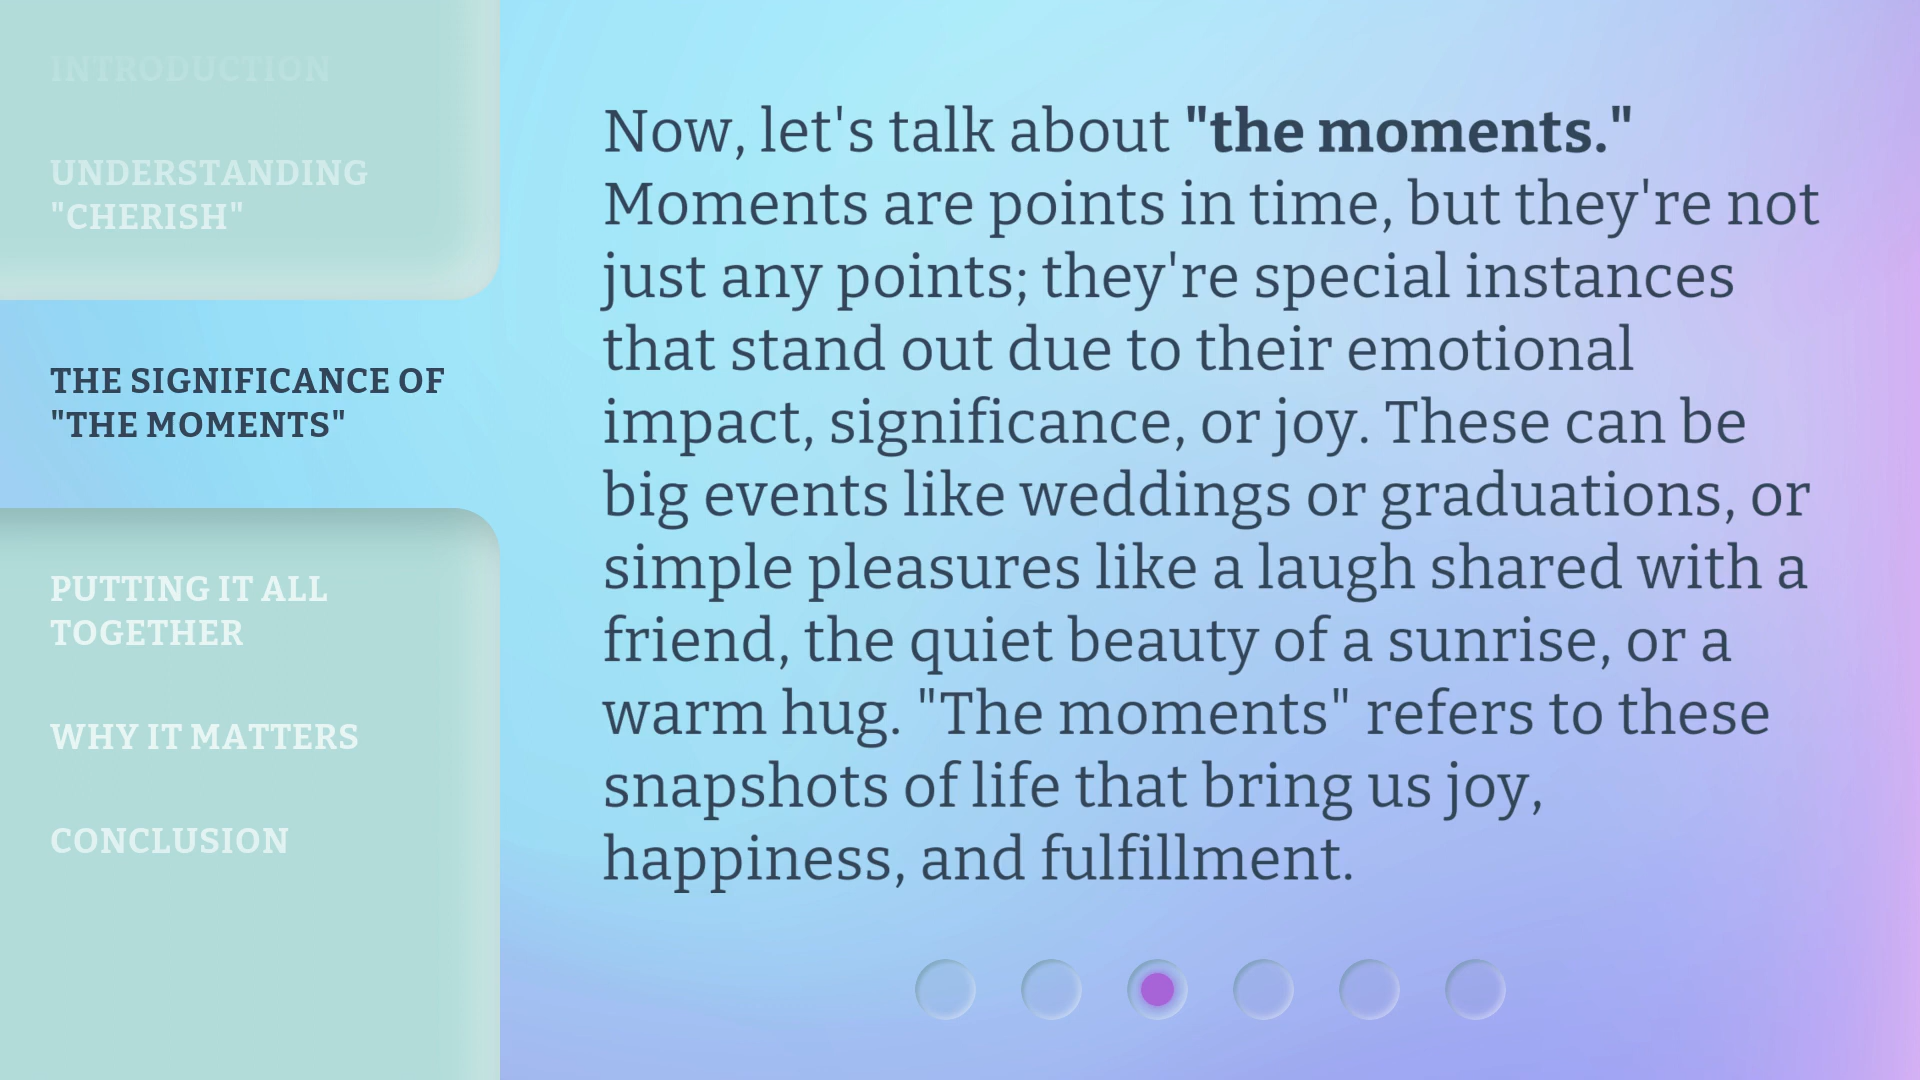 INTRODUCTION
UNDERSTANDING
"CHERISH"
THE SIGNIFICANCE OF
"THE MOMENTS"
PUTTING IT ALL
TOGETHER
WHY IT MATTERS
CONCLUSION
Now, let's talk about "the moments."
Moments are points in time, but they're not
just any points; they're special instances
that stand out due to their emotional
impact, significance, or joy. These can be
big events like weddings or graduations, or
simple pleasures like a laugh shared with a
friend, the quiet beauty of a sunrise, or a
warm hug. "The moments" refers to these
snapshots of life that bring us joy,
happiness, and fulfillment.